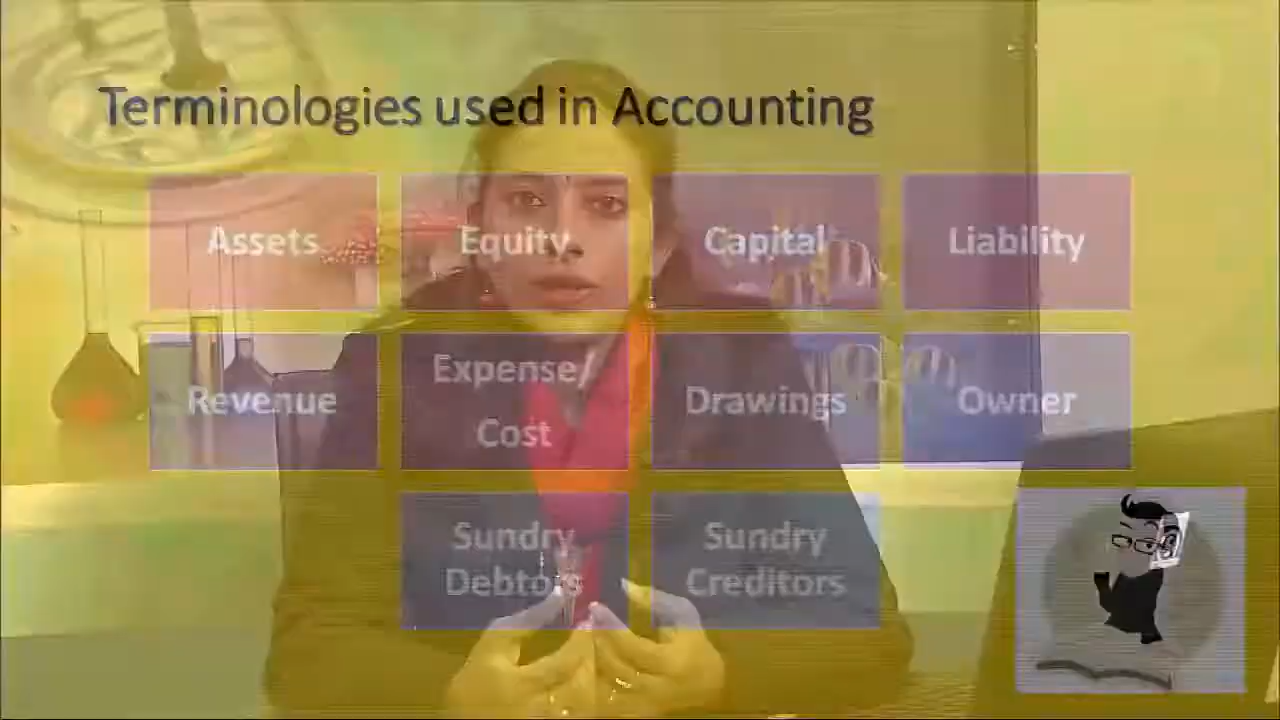 Terminologies used in Accounting
Assets
Equity
Capital
Liability
Revenue
Expense/
Cost
Drawings
Owner
Sundry
Debtors
Sundry
Creditors